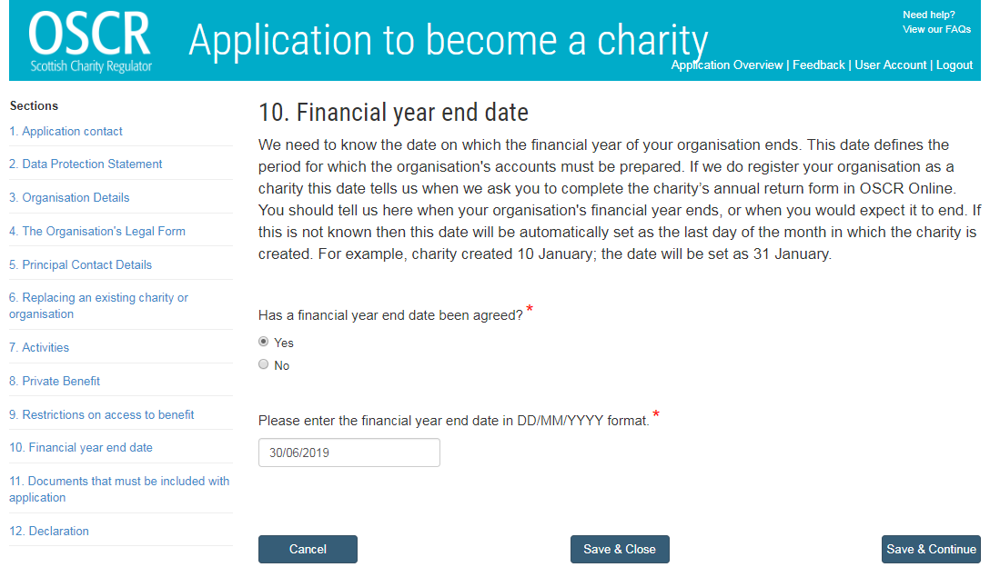 OSCR
Scottish Charity Regulator
Application to become a charity
Need help?
View our FAQs
Application Overview | Feedback | User Account | Logout
Sections
1. Application contact
2. Data Protection Statement
3. Organisation Details
4. The Organisation's Legal Form
5. Principal Contact Details
6. Replacing an existing charity or
organisation
7. Activities
8. Private Benefit
9. Restrictions on access to benefit
10. Financial year end date
11. Documents that must be included with
application
12. Declaration
10. Financial year end date
We need to know the date on which the financial year of your organisation ends. This date defines the
period for which the organisation's accounts must be prepared. If we do register your organisation as a
charity this date tells us when we ask you to complete the charity’s annual return form in OSCR Online.
You should tell us here when your organisation's financial year ends, or when you would expect it to end. If
this is not known then this date will be automatically set as the last day of the month in which the charity is
created. For example, charity created 10 January; the date will be set as 31 January.
Has a financial year end date been agreed? *
Yes
No
Please enter the financial year end date in DD/MM/YYYY format. *
30/06/2019
Cancel
Save & Close
Save & Continue